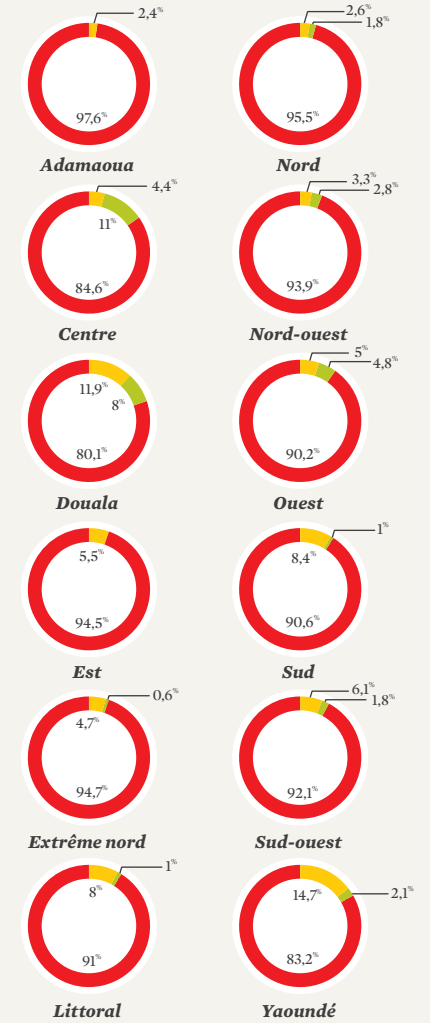 2,4%
97,6%
Adamaoua
2,6%
1,8%
95,5%
Nord
4,4%
11%
84,6%
Centre
3,3%
2,8%
93,9%
Nord-ouest
11,9%
8%
80,1%
Douala
5%
4,8%
90,2%
Ouest
5,5%
94,5%
Est
1%
8,4%
90,6%
Sud
0,6%
4,7%
94,7%
Extrême nord
6,1%
1,8%
92,1%
Sud-ouest
1%
8%
91%
Littoral
14,7%
2,1%
83,2%
Yaoundé